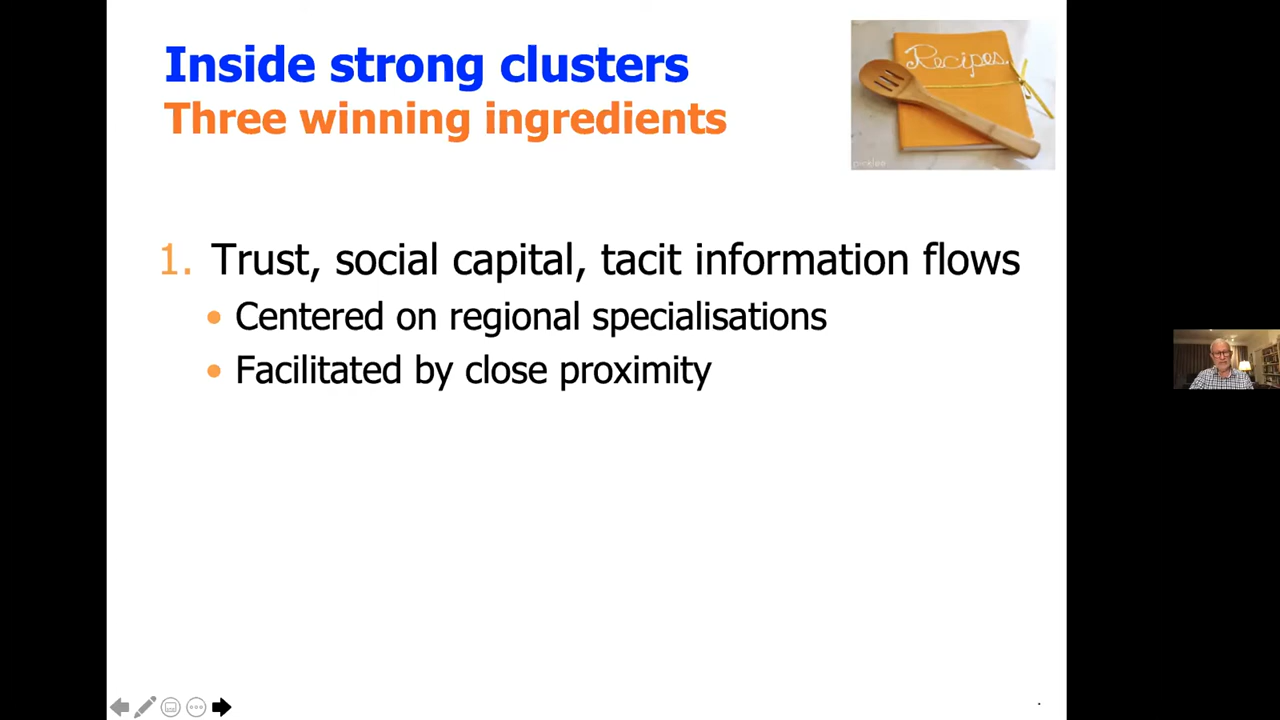 Inside strong clusters
Three winning ingredients
Recipes
1. Trust, social capital, tacit information flows
• Centered on regional specialisations
• Facilitated by close proximity